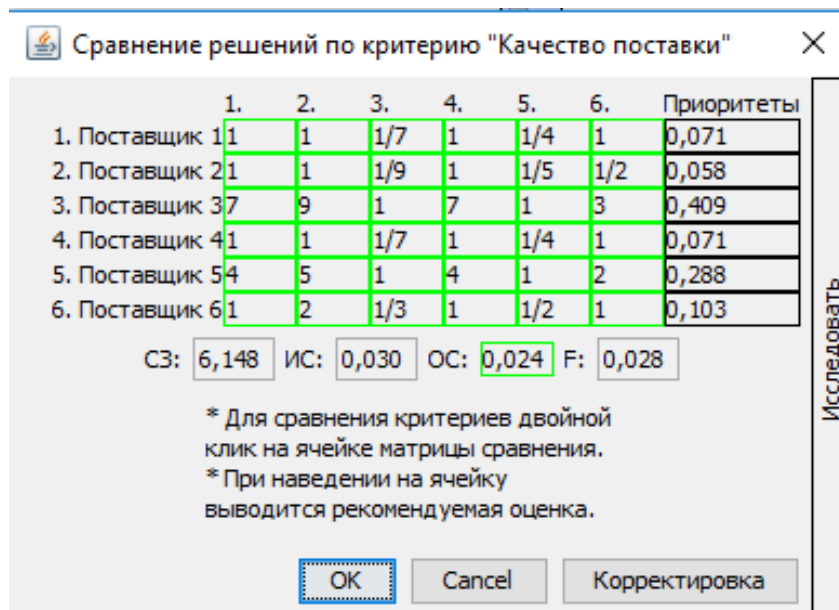 Сравнение решений по критерию "Качество поставки"
1. 2. 3. 4. 5. 6. Приоритеты
1. Поставщик 1 1 1 1/7 1 1/4 1 0,071
2. Поставщик 2 1 1 1/9 1 1/5 1/2 0,058
3. Поставщик 3 7 9 1 7 1 3 0,409
4. Поставщик 4 1 1 1/7 1 1/4 1 0,071
5. Поставщик 5 4 5 1 4 1 2 0,288
6. Поставщик 6 1 2 1/3 1 1/2 1 0,103
СЗ: 6,148 ИС: 0,030 ОС: 0,024 F: 0,028
* Для сравнения критериев двойной
клик на ячейке матрицы сравнения.
* При наведении на ячейку
выводится рекомендуемая оценка.
OK Cancel Корректировка
Исследовать